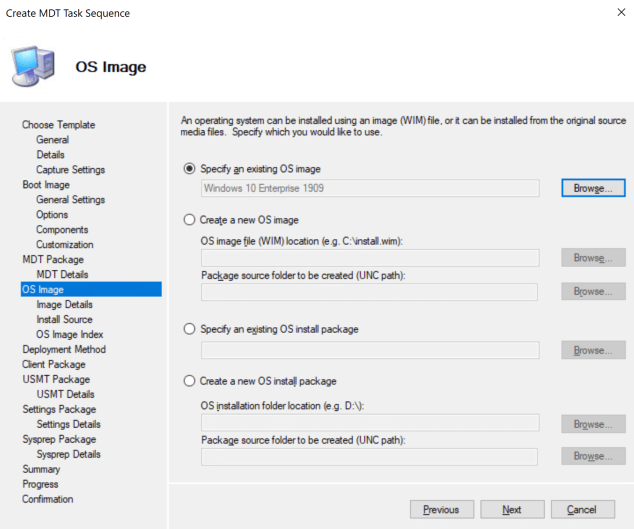 Create MDT Task Sequence
OS Image
Choose Template
General
Details
Capture Settings
Boot Image
General Settings
Options
Components
Customization
MDT Package
MDT Details
OS Image
Image Details
Install Source
OS Image Index
Deployment Method
Client Package
USMT Package
USMT Details
Settings Package
Settings Details
Sysprep Package
Sysprep Details
Summary
Progress
Confirmation
An operating system can be installed using an image (WIM) file, or it can be installed from the original source
media files. Specify which you would like to use.
Specify an existing OS image
Windows 10 Enterprise 1909
Browse...
Create a new OS image
OS image file (WIM) location (e.g. C:\install.wim):
Browse...
Package source folder to be created (UNC path):
Browse...
Specify an existing OS install package
Browse...
Create a new OS install package
OS installation folder location (e.g. D:\):
Browse...
Package source folder to be created (UNC path):
Browse...
Previous
Next
Cancel